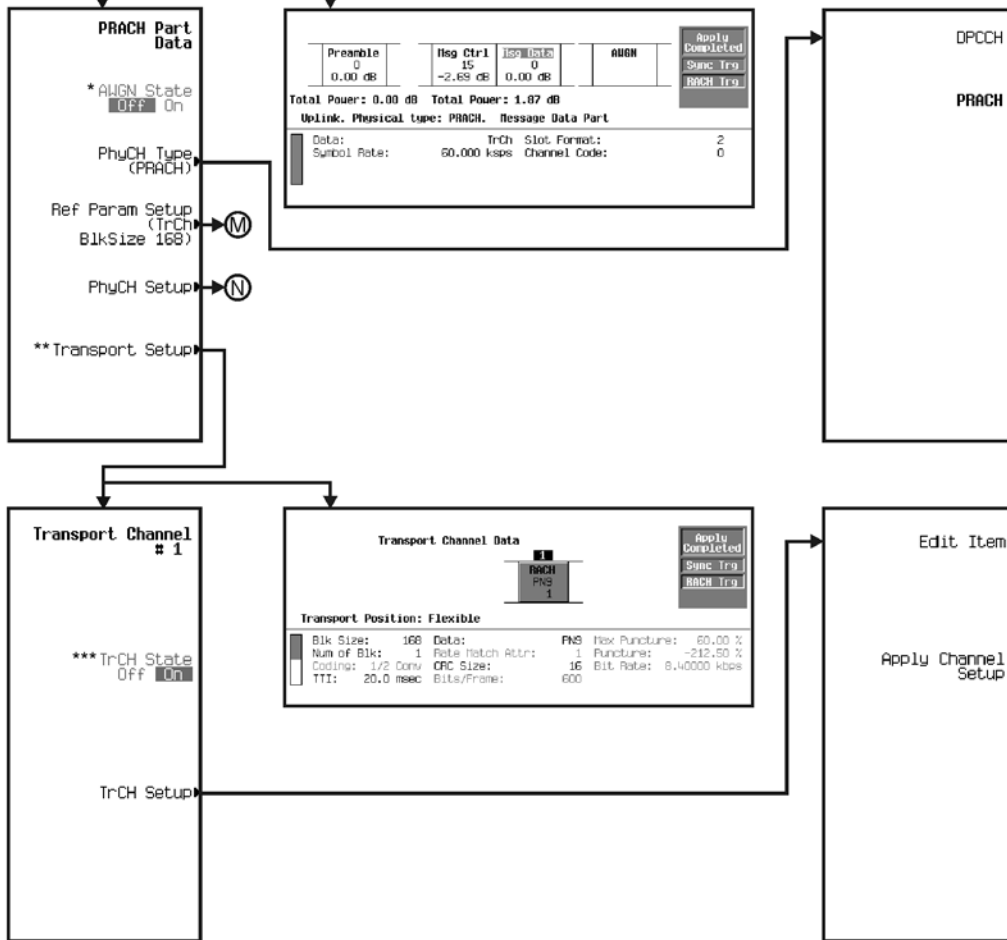 PRACH Part
Data
* AWGN State
Off On
PhyCH Type
(PRACH)
Ref Param Setup
(TrCh
BlkSize 168)
M
PhyCH Setup
N
** Transport Setup
Preamble
0
0.00 dB
Msg Ctrl
15
-2.69 dB
Msg Data
0
0.00 dB
AWGN
Apply
Completed
Sync Trg
RACH Trg
Total Power: 0.00 dB Total Power: 1.87 dB
Uplink. Physical type: PRACH. Message Data Part
Data: TrCh Slot Format: 2
Symbol Rate: 60.000 ksps Channel Code: 0
DPCCH
PRACH
Transport Channel
# 1
*** TrCH State
Off On
TrCH Setup
Transport Channel Data
1
RACH
PN9
1
Apply
Completed
Sync Trg
RACH Trg
Transport Position: Flexible
Blk Size: 168 Data: PN9 Max Puncture: 60.00 %
Num of Blk: 1 Rate Match Attr: 1 Puncture: -212.50 %
Coding: 1/2 Conv CRC Size: 16 Bit Rate: 8.40000 kbps
TTI: 20.0 msec Bits/Frame: 600
Edit Item
Apply Channel
Setup